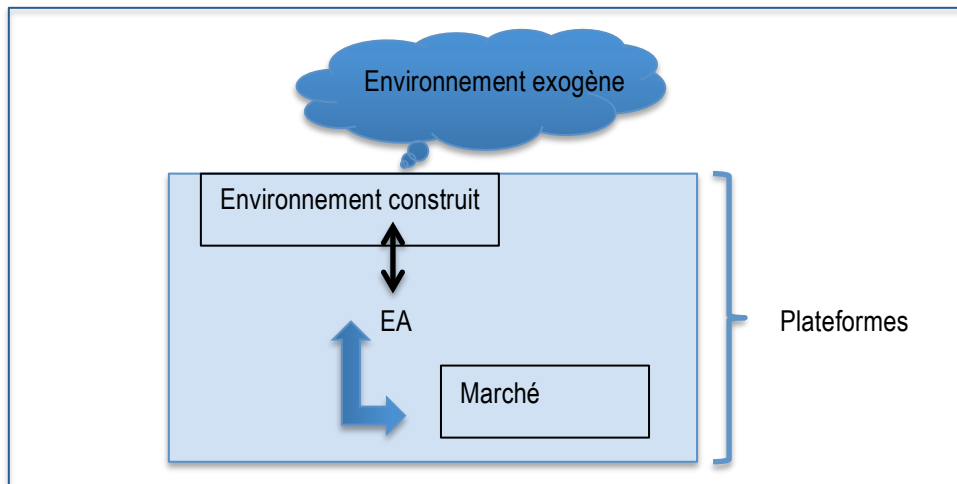 Environnement exogène
Environnement construit
EA
Plateformes
Marché